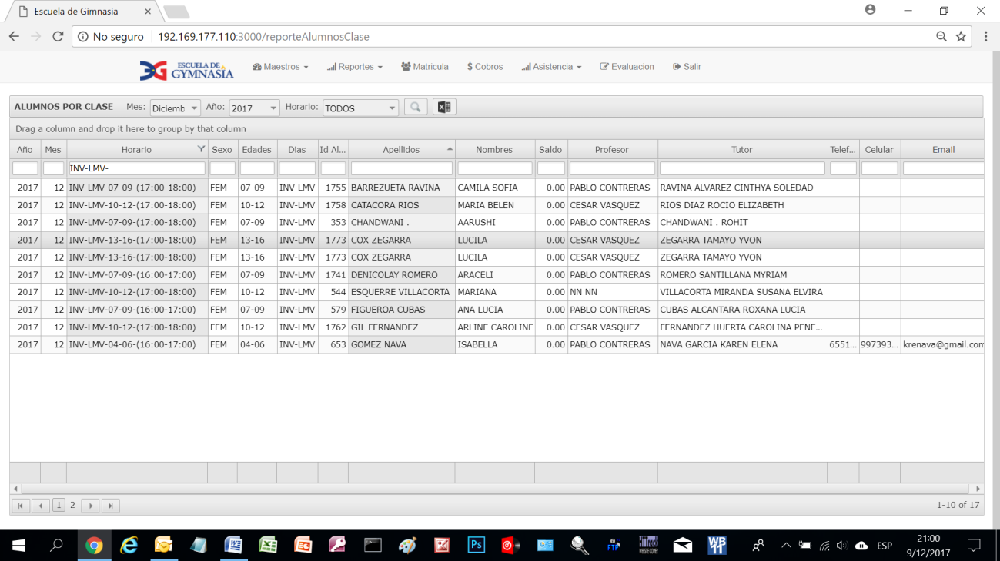 Escuela de Gimnasia
No seguro 192.169.177.110:3000/reporteAlumnosClase
ESCUELA DE GYMNASIA Maestros Reportes Matricula $ Cobros Asistencia Evaluacion Salir
ALUMNOS POR CLASE Mes: Diciemb Año: 2017 Horario: TODOS
Drag a column and drop it here to group by that column
Año Mes Horario Sexo Edades Dias Id Al... Apellidos Nombres Saldo Profesor Tutor Telef... Celular Email
INV-LMV-
2017 12 INV-LMV-07-09-(17:00-18:00) FEM 07-09 INV-LMV 1755 BARREZUETA RAVINA CAMILA SOFIA 0.00 PABLO CONTRERAS RAVINA ALVAREZ CINTHYA SOLEDAD
2017 12 INV-LMV-10-12-(17:00-18:00) FEM 10-12 INV-LMV 1758 CATACORA RIOS MARIA BELEN 0.00 CESAR VASQUEZ RIOS DIAZ ROCIO ELIZABETH
2017 12 INV-LMV-07-09-(17:00-18:00) FEM 07-09 INV-LMV 353 CHANDWANI . AARUSHI 0.00 PABLO CONTRERAS CHANDWANI . ROHIT
2017 12 INV-LMV-13-16-(17:00-18:00) FEM 13-16 INV-LMV 1773 COX ZEGARRA LUCILA 0.00 CESAR VASQUEZ ZEGARRA TAMAYO YVON
2017 12 INV-LMV-13-16-(17:00-18:00) FEM 13-16 INV-LMV 1773 COX ZEGARRA LUCILA 0.00 CESAR VASQUEZ ZEGARRA TAMAYO YVON
2017 12 INV-LMV-07-09-(16:00-17:00) FEM 07-09 INV-LMV 1741 DENICOLAY ROMERO ARACELI 0.00 PABLO CONTRERAS ROMERO SANTILLANA MYRIAM
2017 12 INV-LMV-10-12-(17:00-18:00) FEM 10-12 INV-LMV 544 ESQUERRE VILLACORTA MARIANA 0.00 NN NN VILLACORTA MIRANDA SUSANA ELVIRA
2017 12 INV-LMV-07-09-(16:00-17:00) FEM 07-09 INV-LMV 579 FIGUEROA CUBAS ANA LUCIA 0.00 PABLO CONTRERAS CUBAS ALCANTARA ROXANA LUCIA
2017 12 INV-LMV-10-12-(17:00-18:00) FEM 10-12 INV-LMV 1762 GIL FERNANDEZ ARLINE CAROLINE 0.00 CESAR VASQUEZ FERNANDEZ HUERTA CAROLINA PENE...
2017 12 INV-LMV-04-06-(16:00-17:00) FEM 04-06 INV-LMV 653 GOMEZ NAVA ISABELLA 0.00 PABLO CONTRERAS NAVA GARCIA KAREN ELENA 6551... 997393... krenava@gmail.com
1 2 1-10 of 17
Ps FTP WEBSITE COPIER WB 11 ESP 21:00
9/12/2017